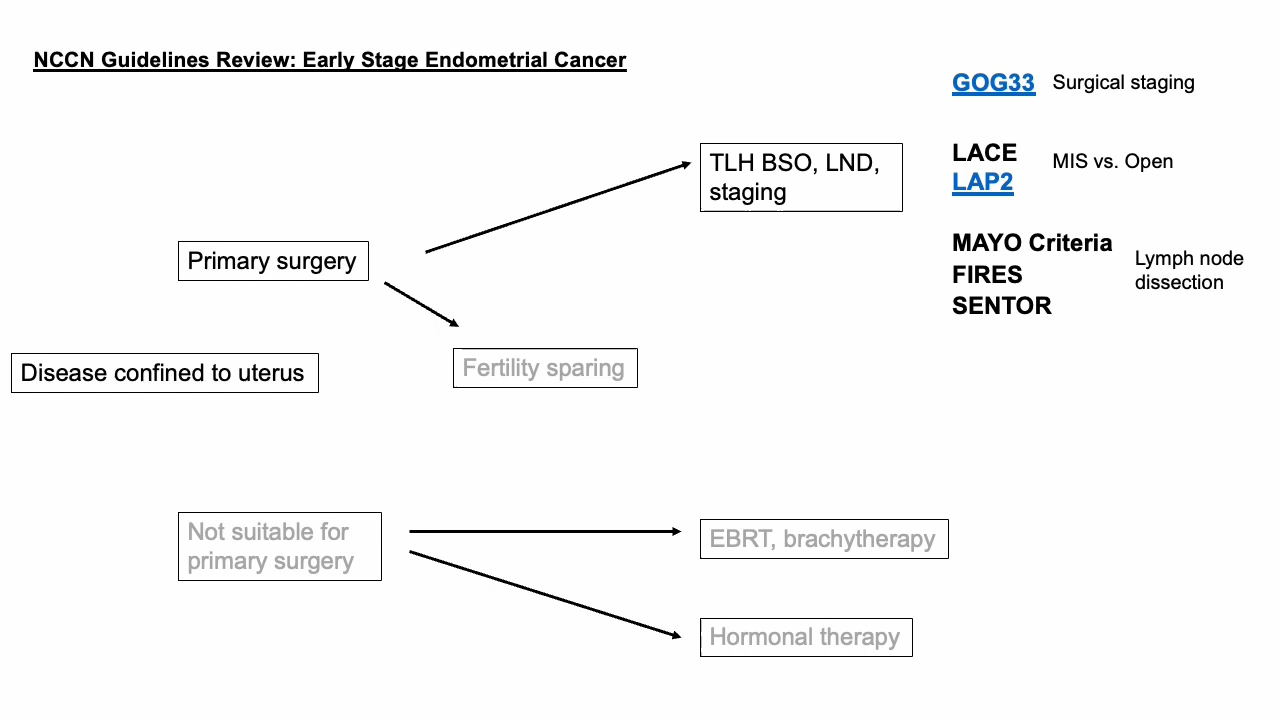 NCCN Guidelines Review: Early Stage Endometrial Cancer
GOG33 Surgical staging
LACE
LAP2
MIS vs. Open
TLH BSO, LND,
staging
MAYO Criteria
FIRES
SENTOR
Lymph node
dissection
Primary surgery
Fertility sparing
Disease confined to uterus
Not suitable for
primary surgery
EBRT, brachytherapy
Hormonal therapy